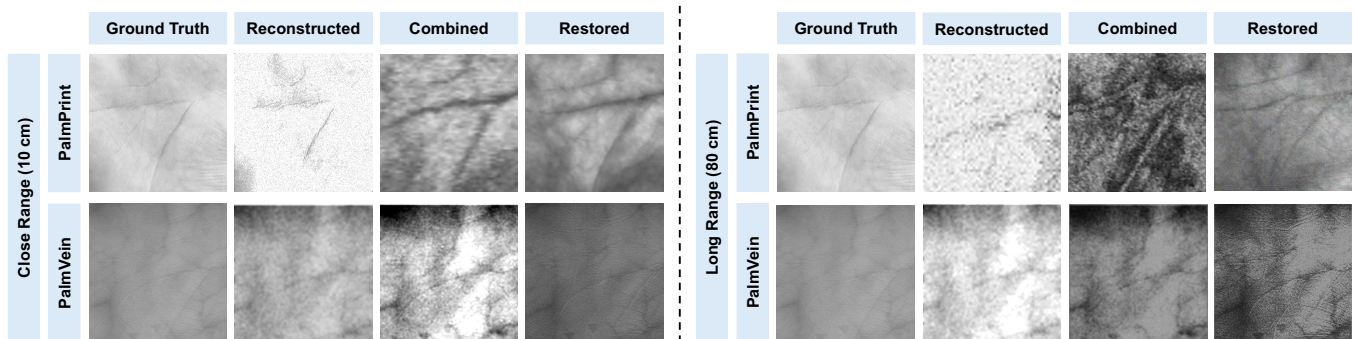 Ground Truth
Reconstructed
Combined
Restored
Close Range (10 cm)
PalmPrint
PalmVein
Ground Truth
Reconstructed
Combined
Restored
Long Range (80 cm)
PalmPrint
PalmVein